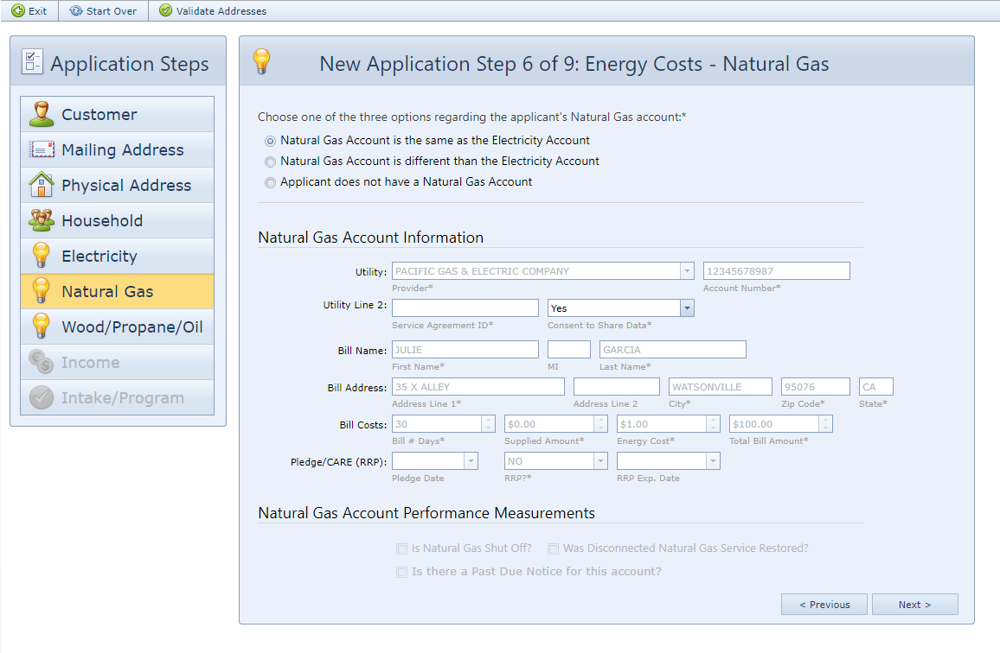 Exit Start Over Validate Addresses
Application Steps
Customer
Mailing Address
Physical Address
Household
Electricity
Natural Gas
Wood/Propane/Oil
Income
Intake/Program
New Application Step 6 of 9: Energy Costs - Natural Gas
Choose one of the three options regarding the applicant's Natural Gas account:*
Natural Gas Account is the same as the Electricity Account
Natural Gas Account is different than the Electricity Account
Applicant does not have a Natural Gas Account
Natural Gas Account Information
Utility: PACIFIC GAS & ELECTRIC COMPANY 12345678987
Provider* Account Number*
Utility Line 2: Yes
Service Agreement ID* Consent to Share Data*
Bill Name: JULIE GARCIA
First Name* MI Last Name*
Bill Address: 35 X ALLEY WATSONVILLE 95076 CA
Address Line 1* Address Line 2 City* Zip Code* State*
Bill Costs: 30 $0.00 $1.00 $100.00
Bill # Days* Supplied Amount* Energy Cost* Total Bill Amount*
Pledge/CARE (RRP): NO
Pledge Date RRP?* RRP Exp. Date
Natural Gas Account Performance Measurements
Is Natural Gas Shut Off? Was Disconnected Natural Gas Service Restored?
Is there a Past Due Notice for this account?
< Previous Next >